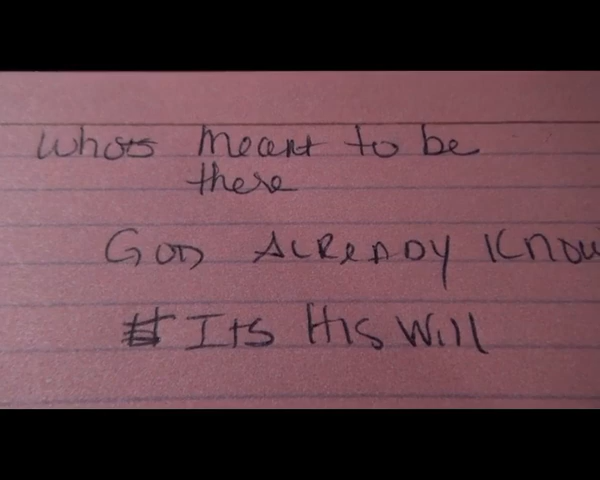 Whos meant to be
there
God Already Know
# Its His Will